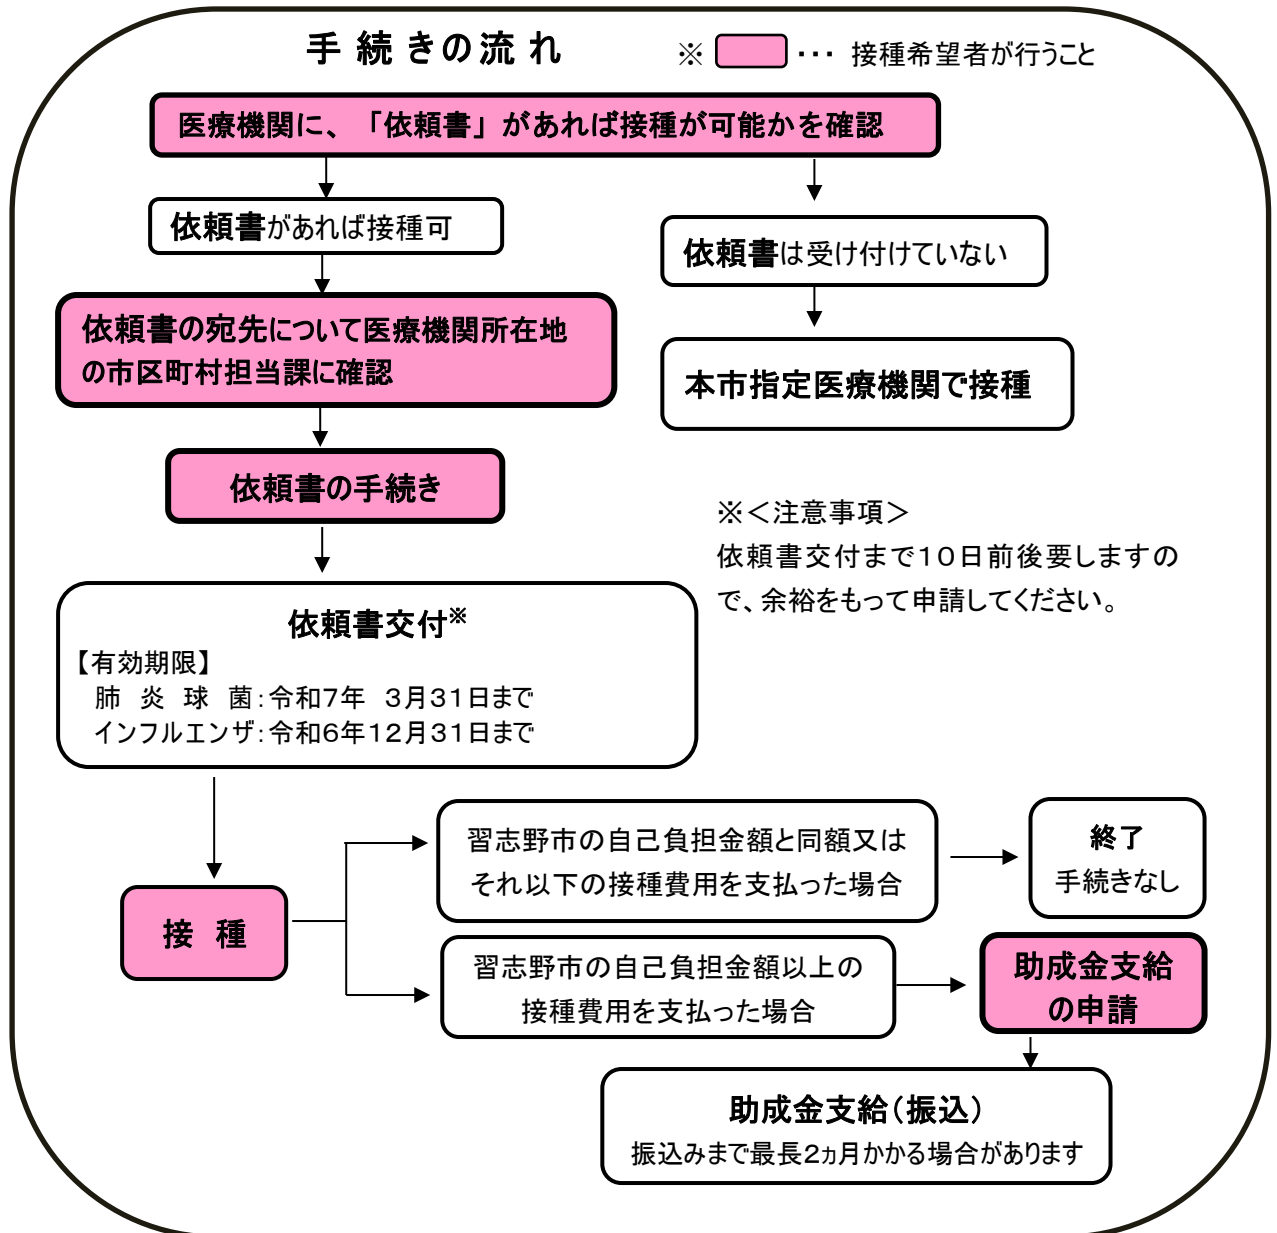 手続きの流れ
※ ・・・ 接種希望者が行うこと
医療機関に、「依頼書」があれば接種が可能かを確認
依頼書があれば接種可
依頼書は受け付けていない
依頼書の宛先について医療機関所在地
の市区町村担当課に確認
本市指定医療機関で接種
依頼書の手続き
※＜注意事項＞
依頼書交付まで１０日前後要しますの
で、余裕をもって申請してください。
依頼書交付※
【有効期限】
肺 炎 球 菌：令和７年 ３月３１日まで
インフルエンザ：令和６年１２月３１日まで
習志野市の自己負担金額と同額又は
それ以下の接種費用を支払った場合
終了
手続きなし
接 種
習志野市の自己負担金額以上の
接種費用を支払った場合
助成金支給
の申請
助成金支給（振込）
振込みまで最長２ヵ月かかる場合があります